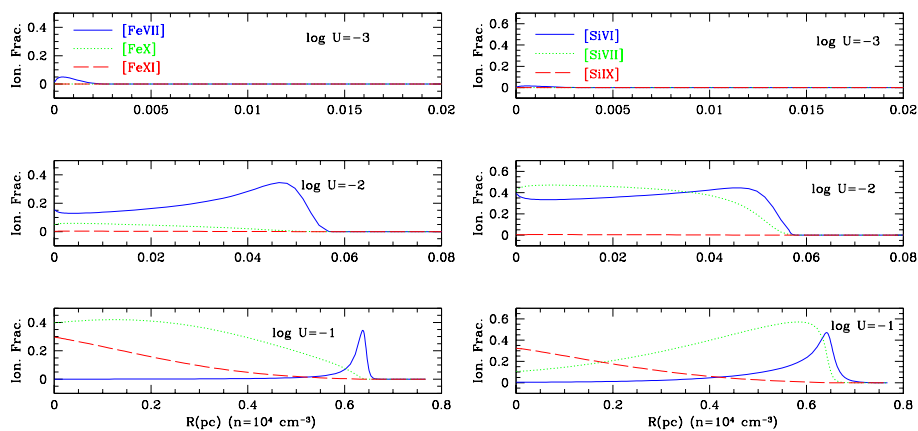 [FeVII]
[FeX]
[FeXI]
log U=−3
Ion. Frac.
0.4
0.2
0
0
0.005
0.01
0.015
0.02
[SiVI]
[SiVII]
[SiIX]
log U=−3
Ion. Frac.
0.6
0.4
0.2
0
0
0.005
0.01
0.015
0.02
log U=−2
Ion. Frac.
0.4
0.2
0
0
0.02
0.04
0.06
0.08
log U=−2
Ion. Frac.
0.6
0.4
0.2
0
0
0.02
0.04
0.06
0.08
log U=−1
Ion. Frac.
0.4
0.2
0
0
0.2
0.4
0.6
0.8
R(pc) (n=10⁴ cm⁻³)
log U=−1
Ion. Frac.
0.6
0.4
0.2
0
0
0.2
0.4
0.6
0.8
R(pc) (n=10⁴ cm⁻³)